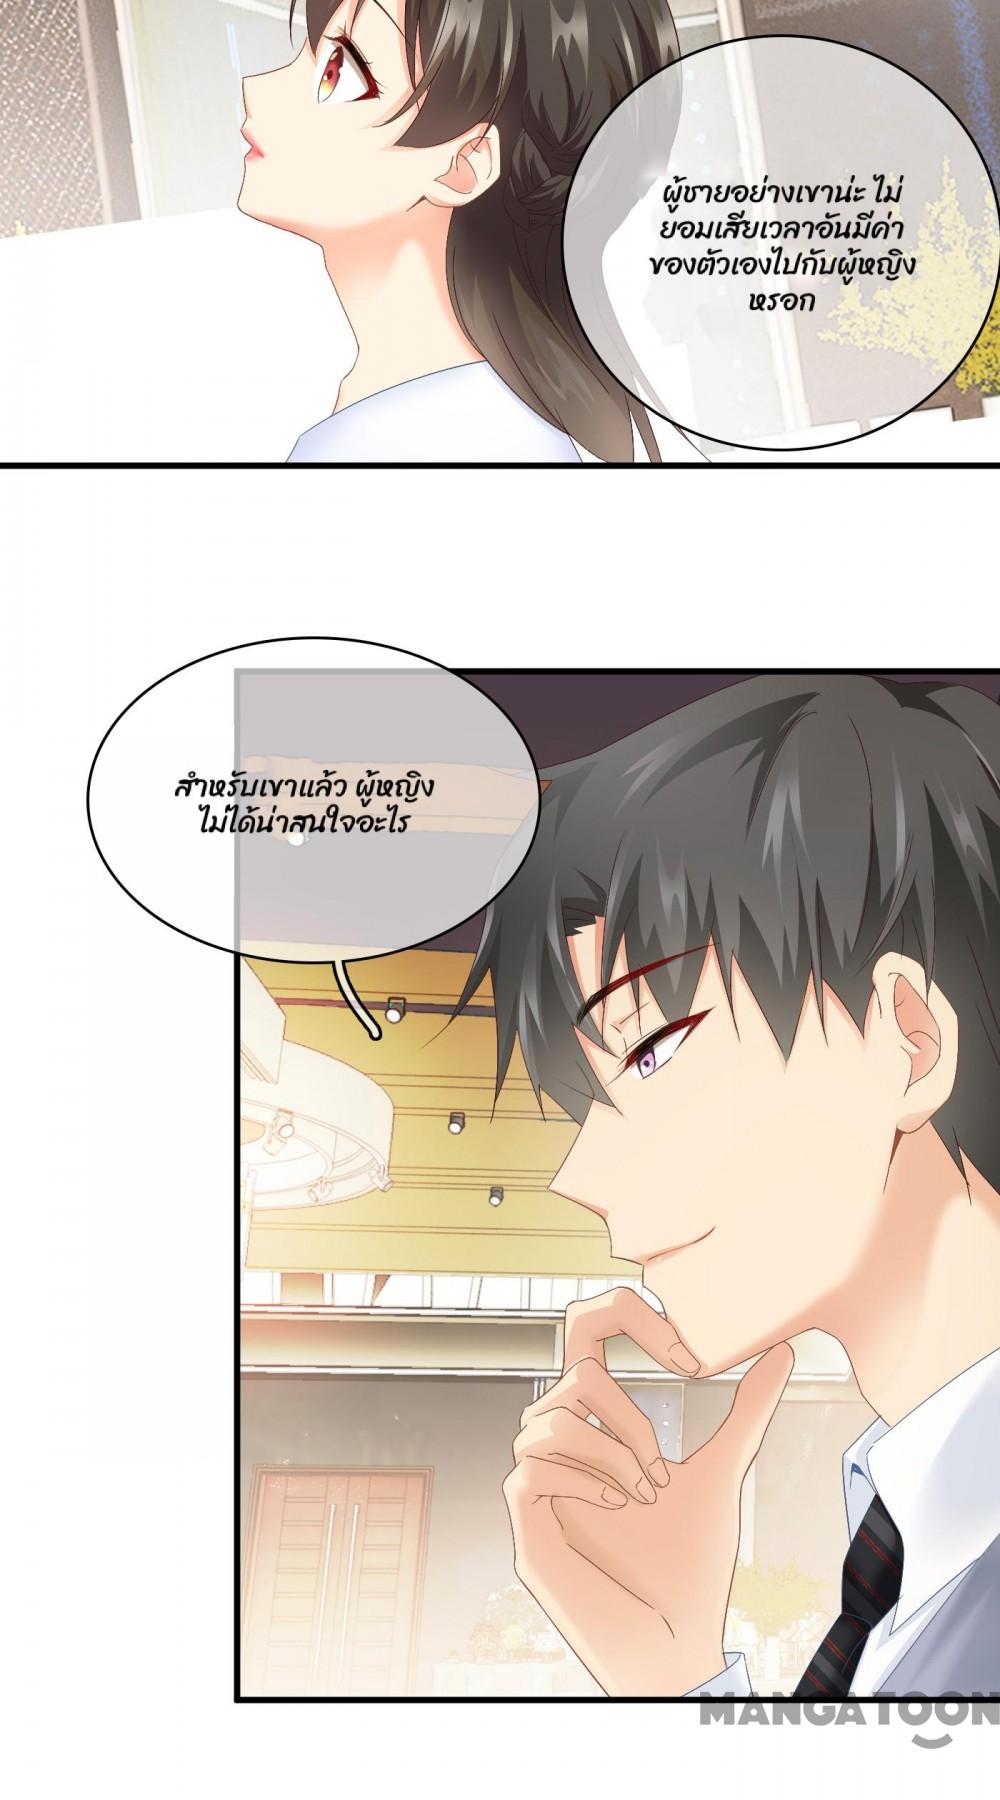 ผู้ชายอย่างเขาน่ะ ไม่
ยอมเสียเวลาอันมีค่า
ของตัวเองไปกับผู้หญิง
หรอก
สำหรับเขาแล้ว ผู้หญิง
ไม่ได้น่าสนใจอะไร
MANGATOON